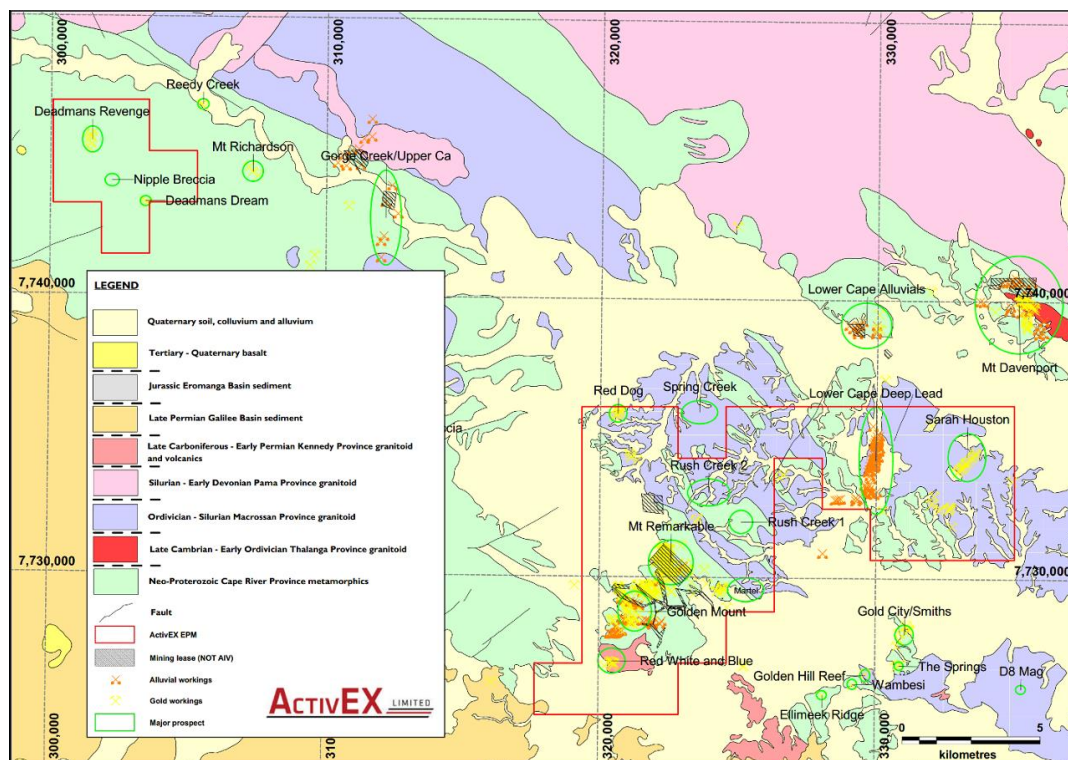 300,000
310,000
320,000
330,000
Reedy Creek
Deadmans Revenge
Mt Richardson
Gorge Creek/Upper Ca
Nipple Breccia
Deadmans Dream
7,740,000
7,740,000
Lower Cape Alluvials
Mt Davenport
Red Dog
Spring Creek
Lower Cape Deep Lead
Sarah Houston
ccia
Rush Creek 2
Rush Creek 1
Mt Remarkable
7,730,000
7,730,000
Martel
Golden Mount
Gold City/Smiths
Red White and Blue
The Springs
D8 Mag
Golden Hill Reef
Wambesi
Ellimeek Ridge
LEGEND
Quaternary soil, colluvium and alluvium
Tertiary - Quaternary basalt
Jurassic Eromanga Basin sediment
Late Permian Galilee Basin sediment
Late Carboniferous - Early Permian Kennedy Province granitoid
and volcanics
Silurian - Early Devonian Pama Province granitoid
Ordivician - Silurian Macrossan Province granitoid
Late Cambrian - Early Ordivician Thalanga Province granitoid
Neo-Proterozoic Cape River Province metamorphics
Fault
ActivEX EPM
Mining lease (NOT AIV)
Alluvial workings
Gold workings
Major prospect
ACTIVEX LIMITED
300,000
310
320,000
330,000
0 5
kilometres